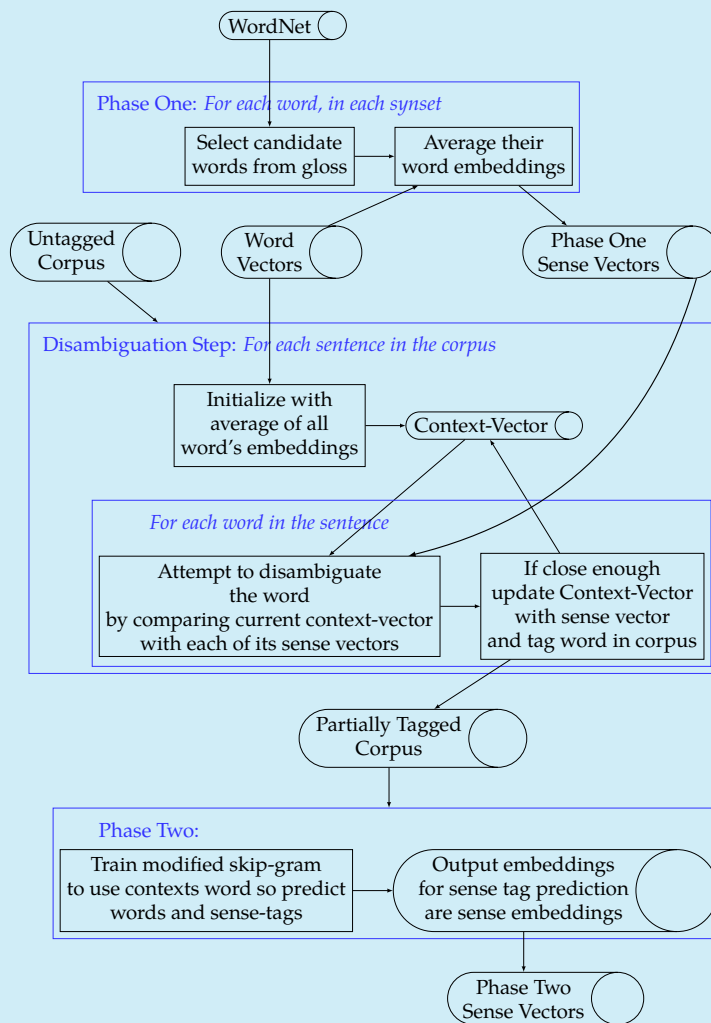 WordNet
Phase One: For each word, in each synset
Select candidate
words from gloss
Average their
word embeddings
Untagged
Corpus
Word
Vectors
Phase One
Sense Vectors
Disambiguation Step: For each sentence in the corpus
Initialize with
average of all
word's embeddings
Context-Vector
For each word in the sentence
Attempt to disambiguate
the word
by comparing current context-vector
with each of its sense vectors
If close enough
update Context-Vector
with sense vector
and tag word in corpus
Partially Tagged
Corpus
Phase Two:
Train modified skip-gram
to use contexts word so predict
words and sense-tags
Output embeddings
for sense tag prediction
are sense embeddings
Phase Two
Sense Vectors